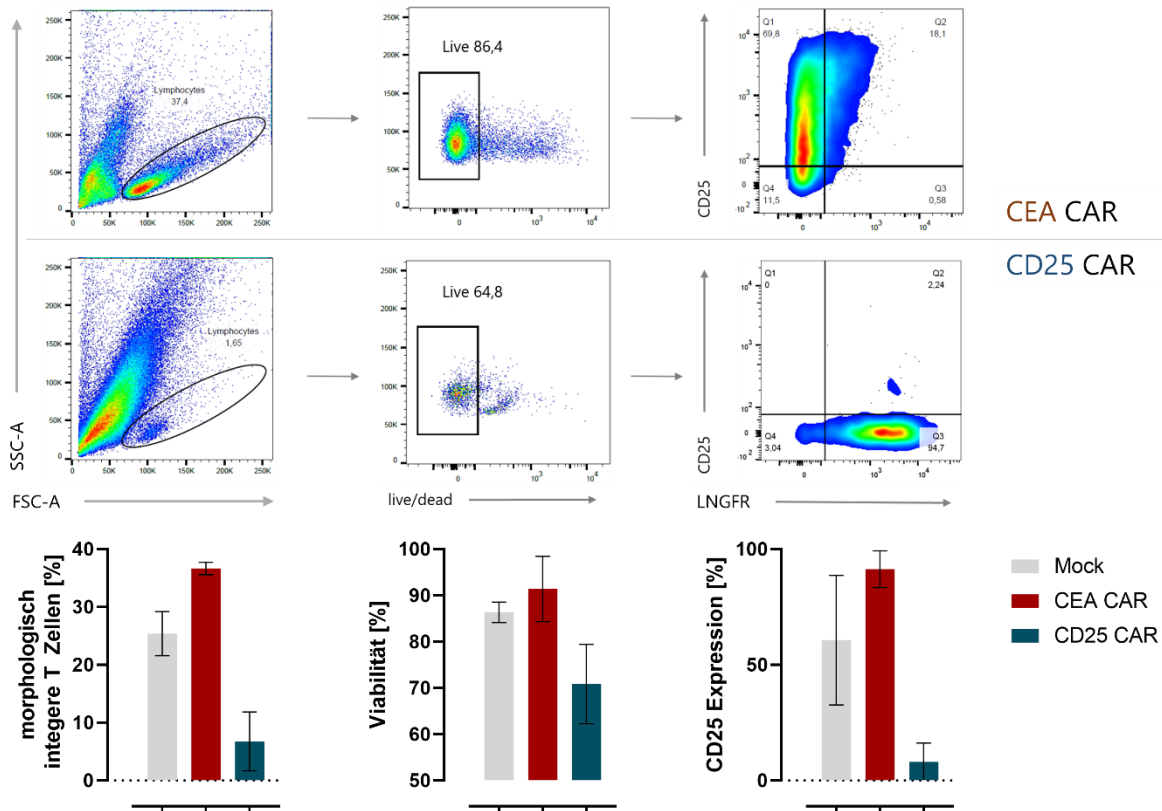 250K
200K
150K
100K
50K
0
Lymphocytes
37,4
0 50K 100K 150K 200K 250K
SSC-A
Live 86,4
250K
200K
150K
100K
50K
0
0 10³ 10⁴
CD25
Q1
69,8
Q2
18,1
10⁴
10³
10²
0
-10²
Q4
11,5
Q3
0,58
0 10³ 10⁴
CEA CAR
CD25 CAR
250K
200K
150K
100K
50K
0
Lymphocytes
1,65
0 50K 100K 150K 200K 250K
FSC-A
Live 64,8
250K
200K
150K
100K
50K
0
0 10³ 10⁴
live/dead
CD25
Q1
0
Q2
2,24
10⁴
10³
10²
0
-10²
Q4
3,04
Q3
94,7
0 10³ 10⁴
LNGFR
morphologisch
integere T Zellen [%]
40
30
20
10
0
Viabilität [%]
100
90
80
70
60
50
CD25 Expression [%]
100
50
0
Mock
CEA CAR
CD25 CAR